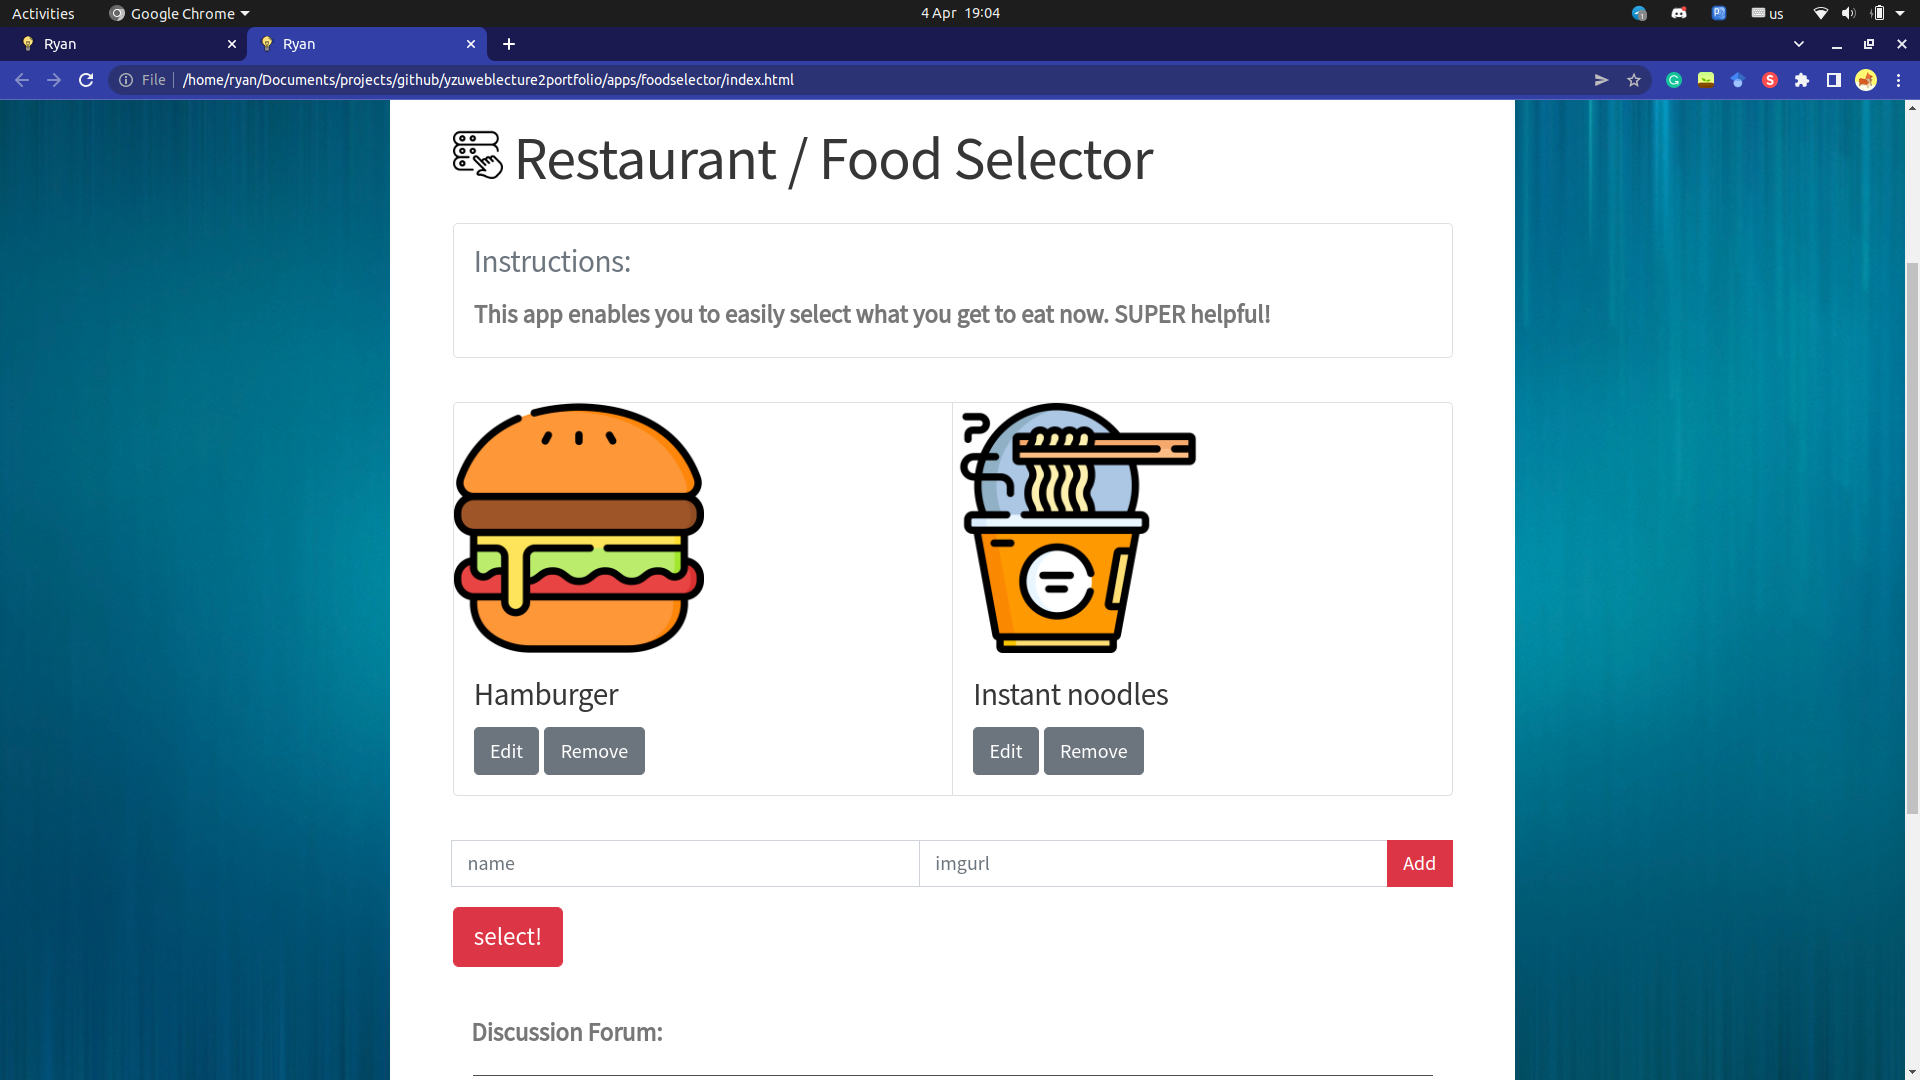 Activities Google Chrome 4 Apr 19:04 us
Ryan Ryan
File /home/ryan/Documents/projects/github/yzuweblecture2portfolio/apps/foodselector/index.html
Restaurant / Food Selector
Instructions:
This app enables you to easily select what you get to eat now. SUPER helpful!
Hamburger Instant noodles
Edit Remove Edit Remove
name imgurl Add
select!
Discussion Forum: